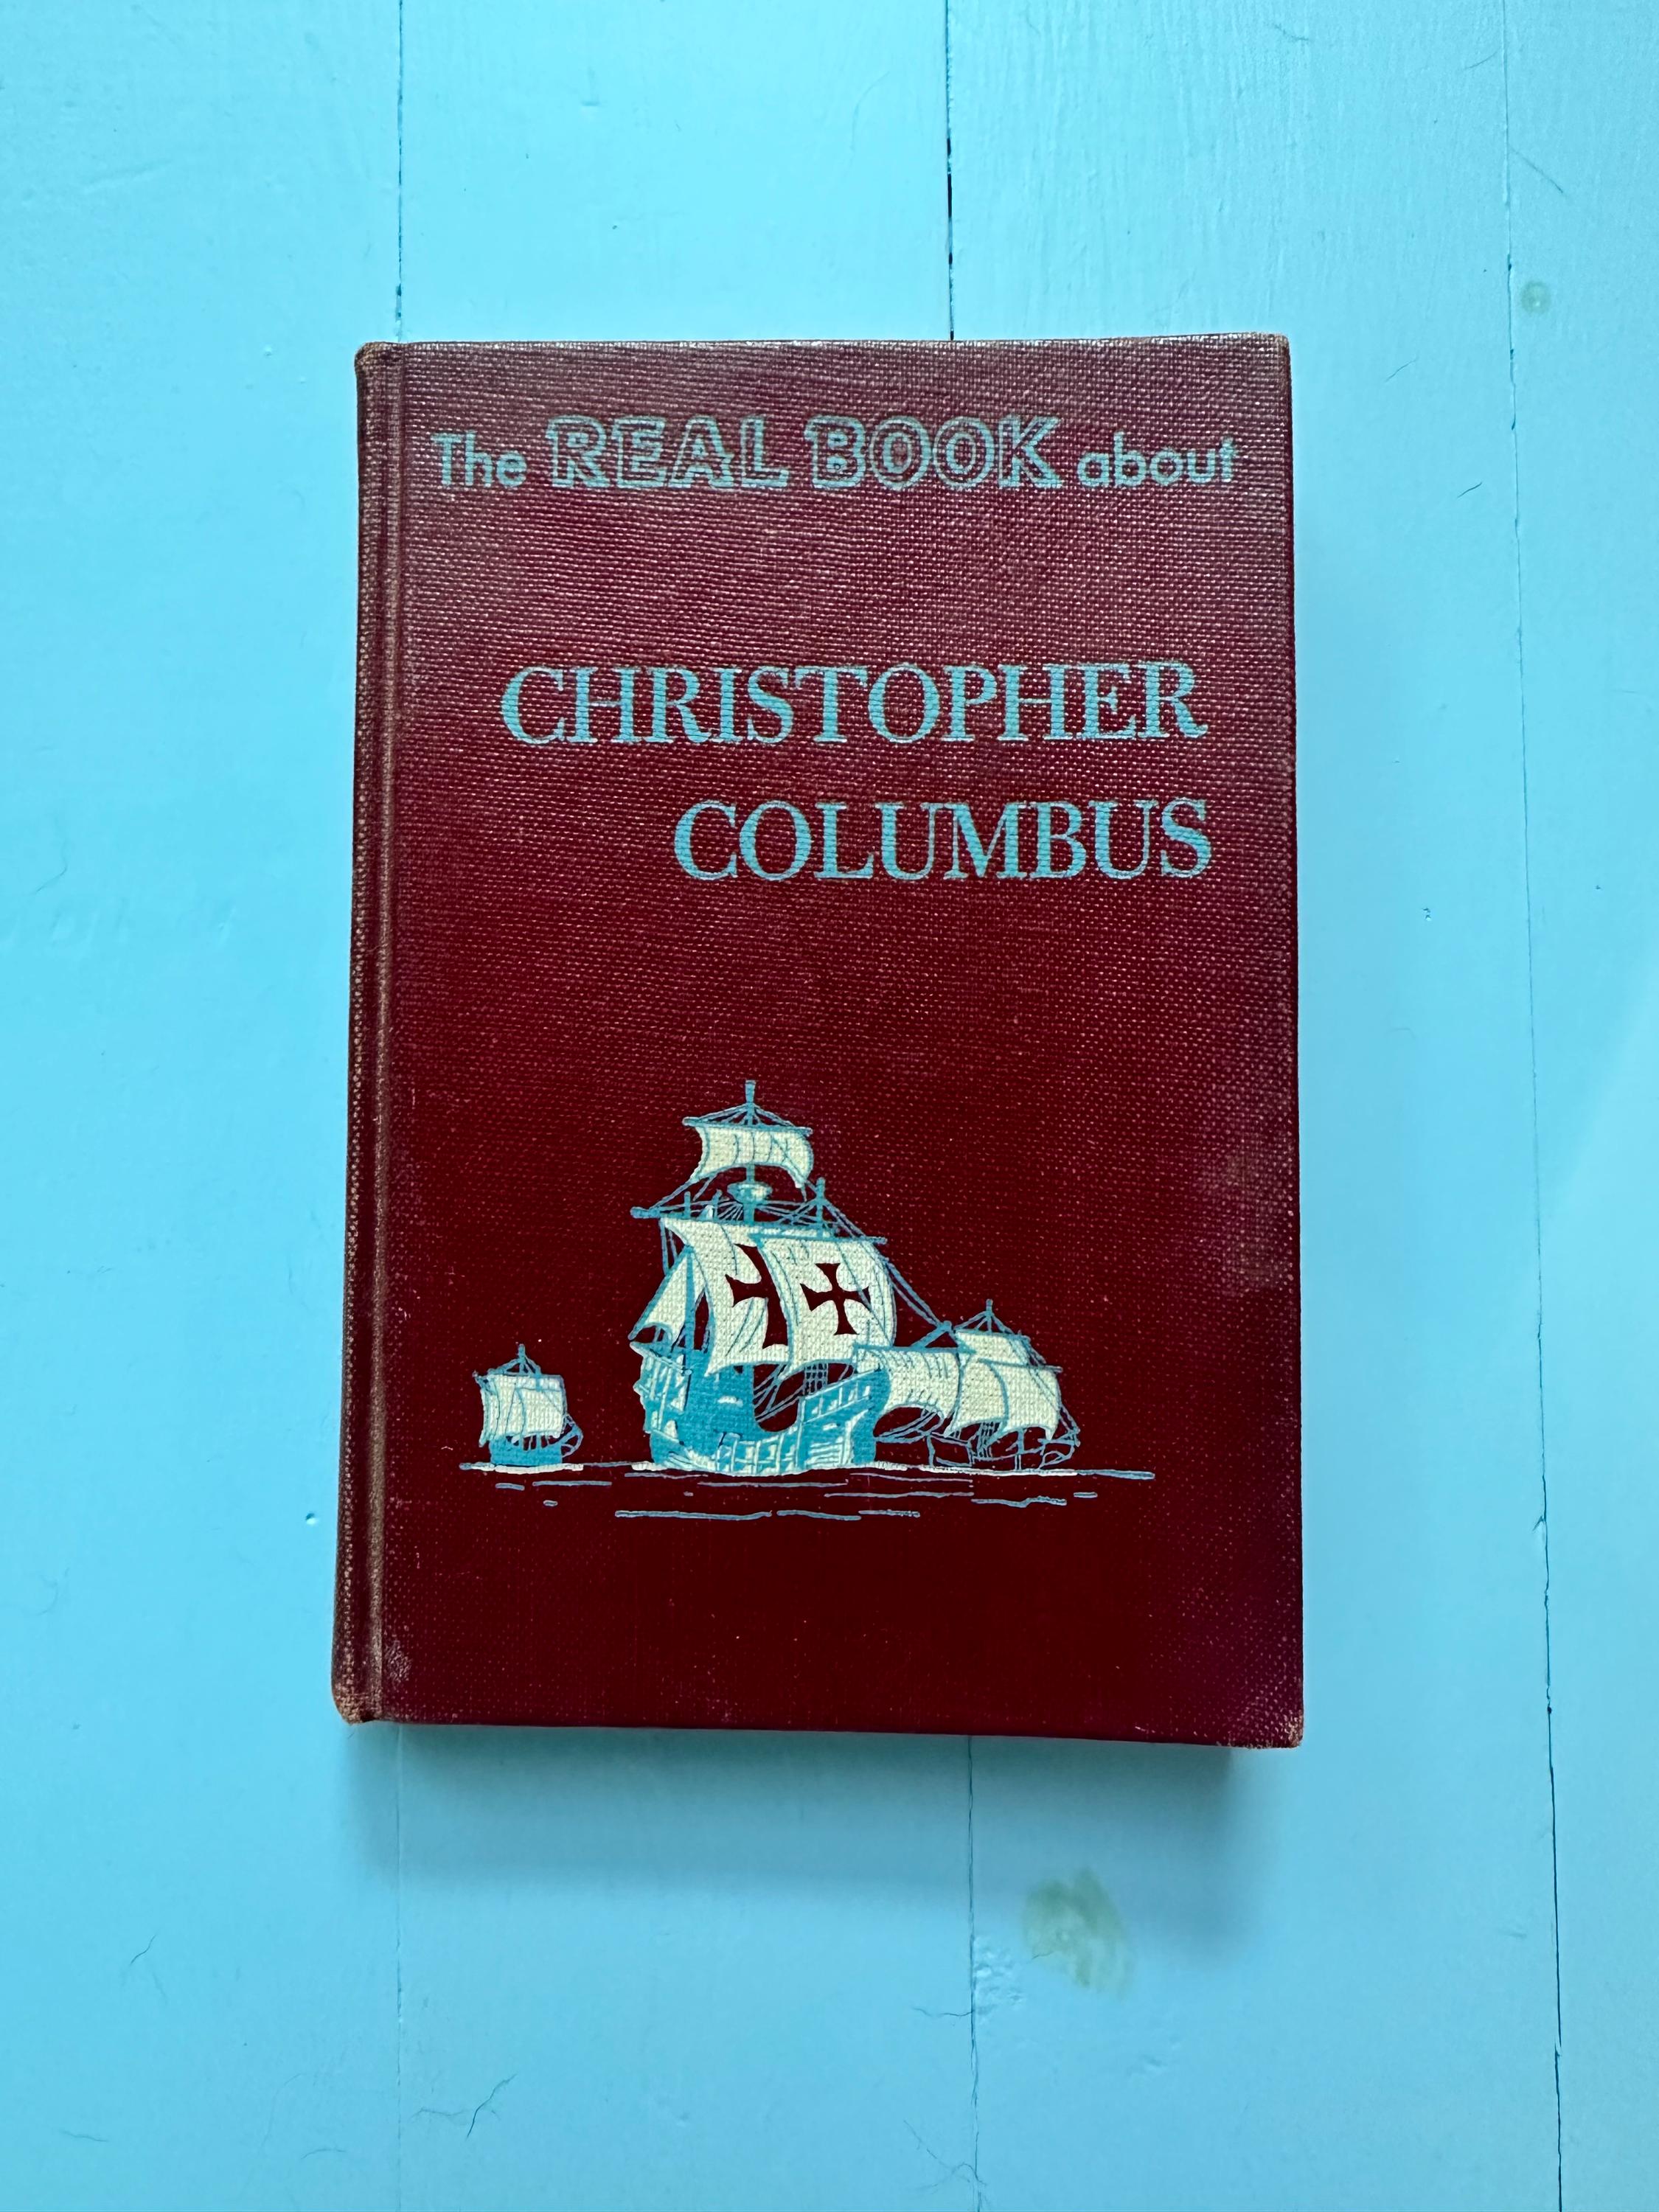 The REAL BOOK about
CHRISTOPHER
COLUMBUS